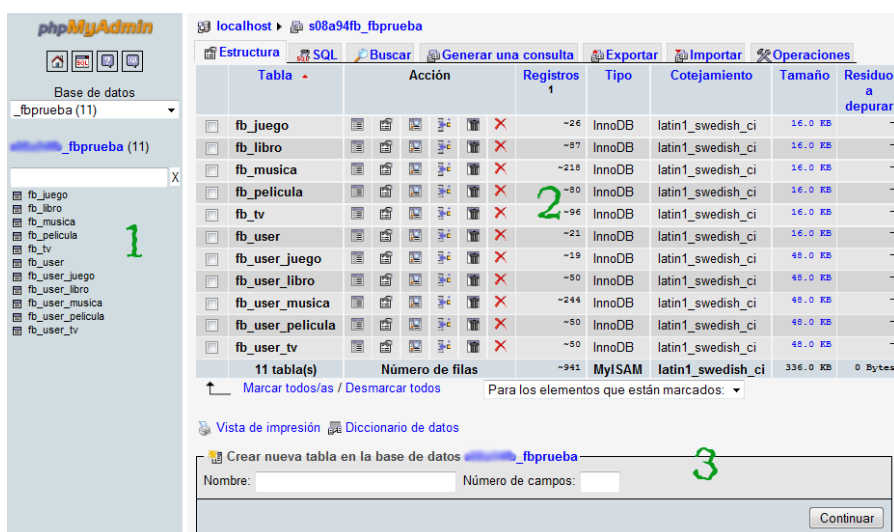 phpMyAdmin
Base de datos
_fbprueba (11)
_fbprueba (11)
X
fb_juego
fb_libro
fb_musica
fb_pelicula
fb_tv
fb_user
fb_user_juego
fb_user_libro
fb_user_musica
fb_user_pelicula
fb_user_tv
1
localhost ▸ s08a94fb_fbprueba
Estructura SQL Buscar Generar una consulta Exportar Importar Operaciones
Tabla Acción Registros 1 Tipo Cotejamiento Tamaño Residuo a depurar
fb_juego ~26 InnoDB latin1_swedish_ci 16.0 KB -
fb_libro ~87 InnoDB latin1_swedish_ci 16.0 KB -
fb_musica ~218 InnoDB latin1_swedish_ci 16.0 KB -
fb_pelicula ~80 InnoDB latin1_swedish_ci 16.0 KB -
fb_tv ~96 InnoDB latin1_swedish_ci 16.0 KB -
fb_user ~21 InnoDB latin1_swedish_ci 16.0 KB -
fb_user_juego ~19 InnoDB latin1_swedish_ci 48.0 KB -
fb_user_libro ~50 InnoDB latin1_swedish_ci 48.0 KB -
fb_user_musica ~244 InnoDB latin1_swedish_ci 48.0 KB -
fb_user_pelicula ~50 InnoDB latin1_swedish_ci 48.0 KB -
fb_user_tv ~50 InnoDB latin1_swedish_ci 48.0 KB -
11 tabla(s) Número de filas ~941 MyISAM latin1_swedish_ci 336.0 KB 0 Bytes
2
Marcar todos/as / Desmarcar todos Para los elementos que están marcados:
Vista de impresión Diccionario de datos
Crear nueva tabla en la base de datos _fbprueba
3
Nombre: Número de campos:
Continuar